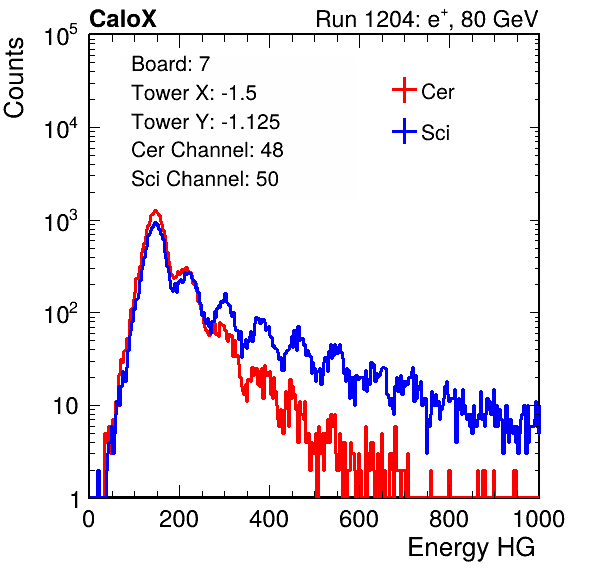 CaloX Run 1204: e⁺, 80 GeV
Counts
10⁵
10⁴
10³
10²
10
1
Board: 7
Tower X: -1.5
Tower Y: -1.125
Cer Channel: 48
Sci Channel: 50
Cer
Sci
0 200 400 600 800 1000
Energy HG